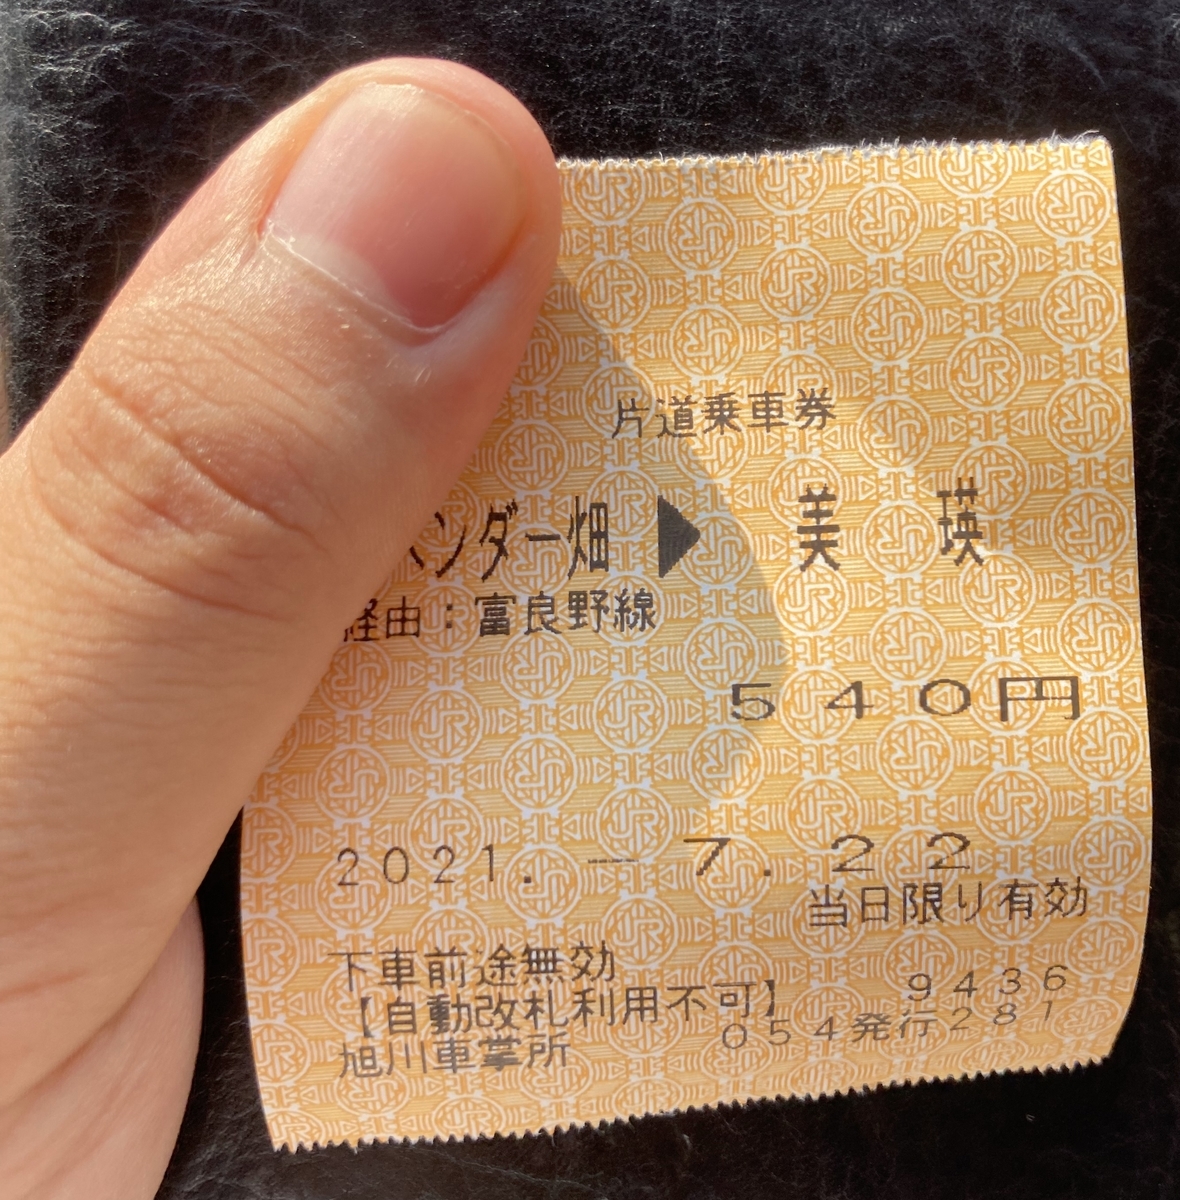 片道乗車券
ベンダー畑 ▶ 美 瑛
経由：富良野線
540円
2021.-7.22
当日限り有効
下車前途無効
9436
【自動改札利用不可】
054発行281
旭川車掌所